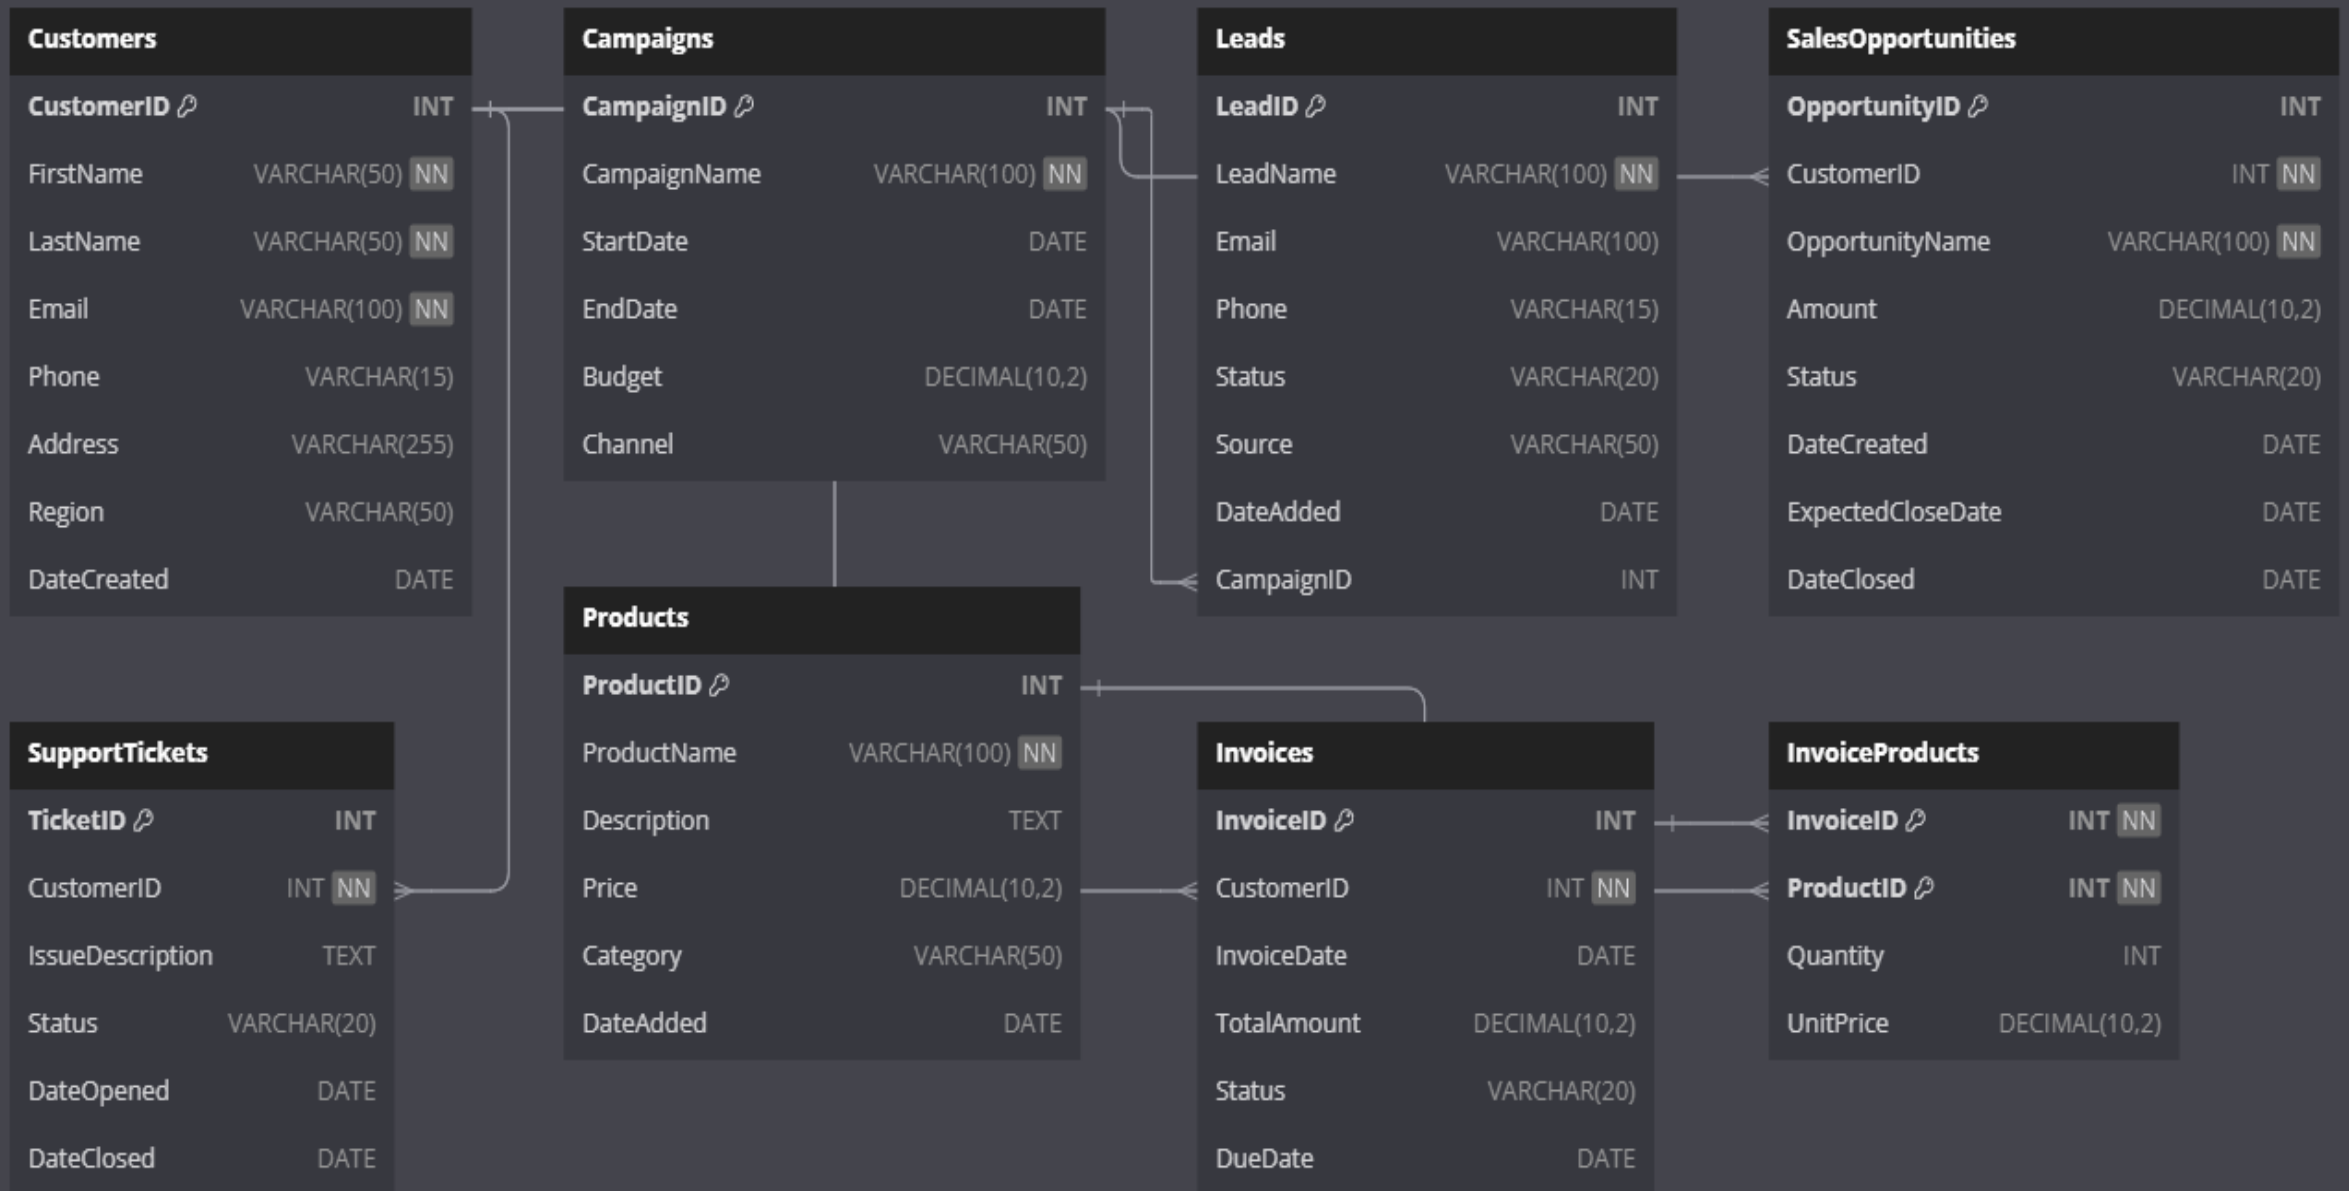 Customers
CustomerID INT
FirstName VARCHAR(50) NN
LastName VARCHAR(50) NN
Email VARCHAR(100) NN
Phone VARCHAR(15)
Address VARCHAR(255)
Region VARCHAR(50)
DateCreated DATE
Campaigns
CampaignID INT
CampaignName VARCHAR(100) NN
StartDate DATE
EndDate DATE
Budget DECIMAL(10,2)
Channel VARCHAR(50)
Leads
LeadID INT
LeadName VARCHAR(100) NN
Email VARCHAR(100)
Phone VARCHAR(15)
Status VARCHAR(20)
Source VARCHAR(50)
DateAdded DATE
CampaignID INT
SalesOpportunities
OpportunityID INT
CustomerID INT NN
OpportunityName VARCHAR(100) NN
Amount DECIMAL(10,2)
Status VARCHAR(20)
DateCreated DATE
ExpectedCloseDate DATE
DateClosed DATE
SupportTickets
TicketID INT
CustomerID INT NN
IssueDescription TEXT
Status VARCHAR(20)
DateOpened DATE
DateClosed DATE
Products
ProductID INT
ProductName VARCHAR(100) NN
Description TEXT
Price DECIMAL(10,2)
Category VARCHAR(50)
DateAdded DATE
Invoices
InvoiceID INT
CustomerID INT NN
InvoiceDate DATE
TotalAmount DECIMAL(10,2)
Status VARCHAR(20)
DueDate DATE
InvoiceProducts
InvoiceID INT NN
ProductID INT NN
Quantity INT
UnitPrice DECIMAL(10,2)